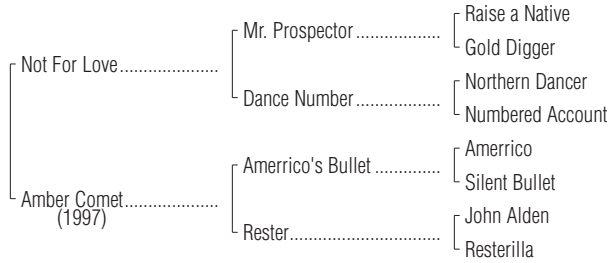 Raise a Native
Mr. Prospector ..................
Gold Digger
Not For Love.....................
Northern Dancer
Dance Number ..................
Numbered Account
Amerrico
Amerrico's Bullet ..............
Silent Bullet
Amber Comet....................
(1997)
John Alden
Rester................................
Resterilla